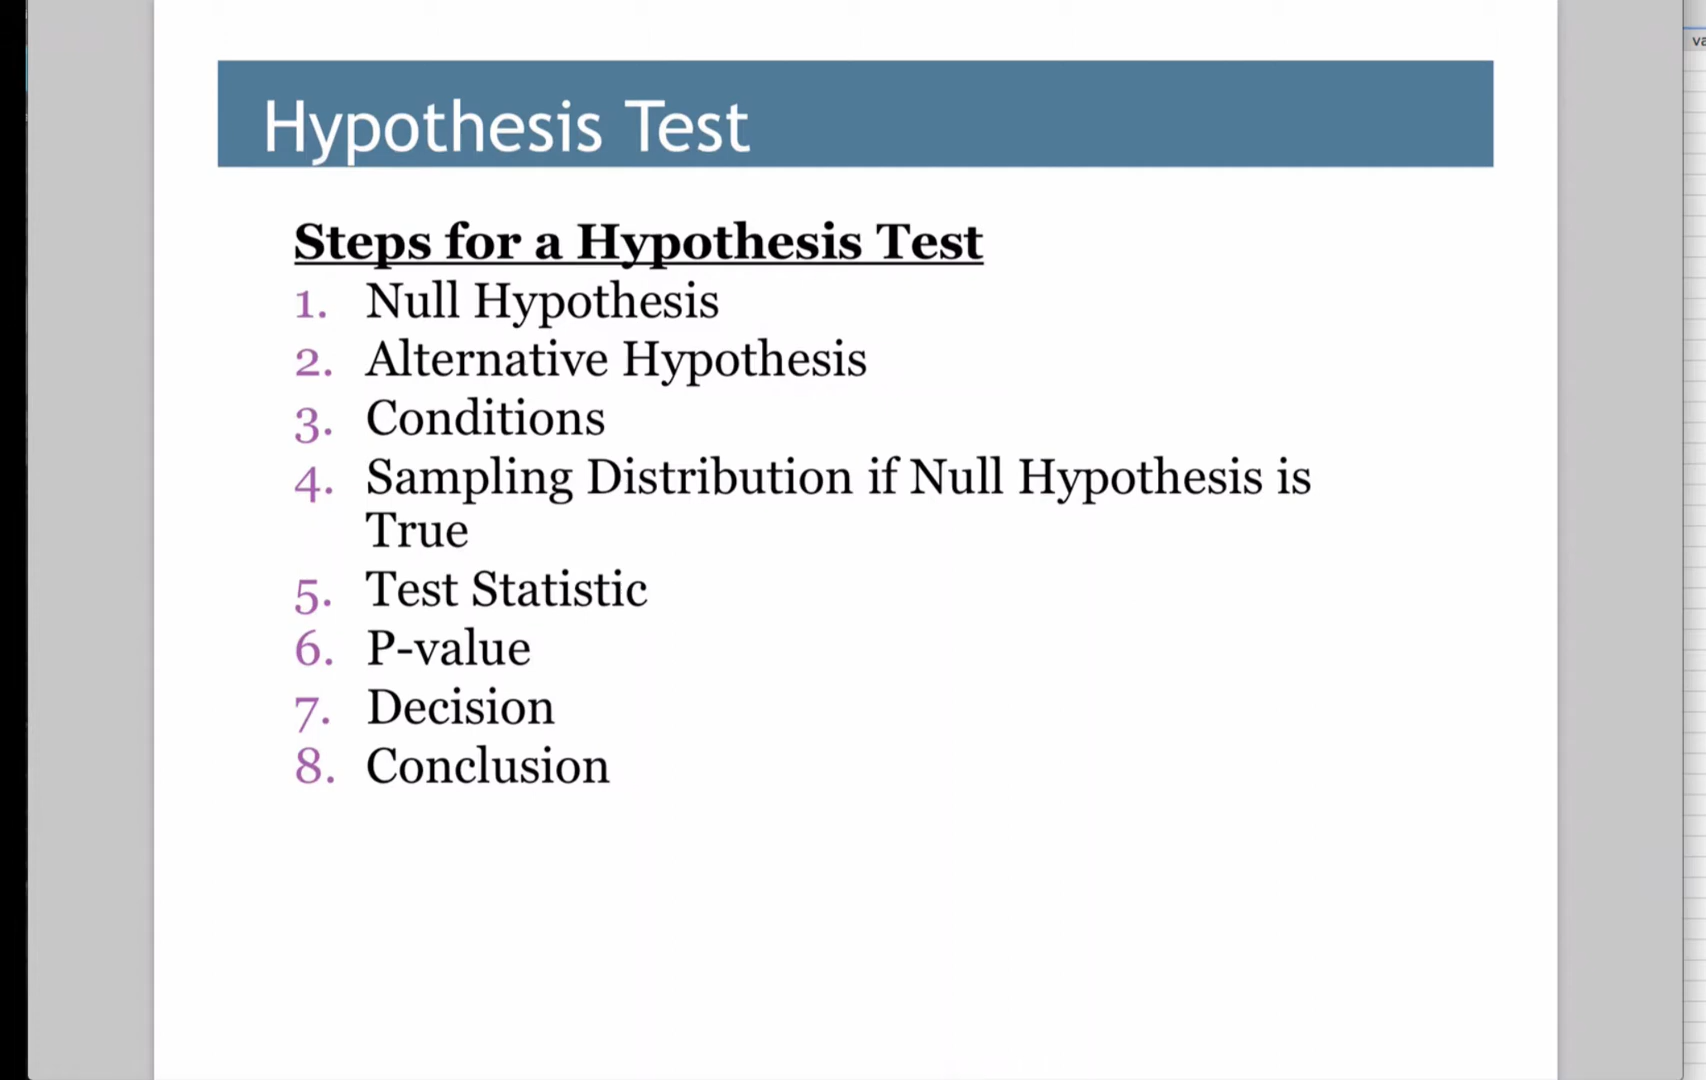 Hypothesis Test
Steps for a Hypothesis Test
1. Null Hypothesis
2. Alternative Hypothesis
3. Conditions
4. Sampling Distribution if Null Hypothesis is
True
5. Test Statistic
6. P-value
7. Decision
8. Conclusion